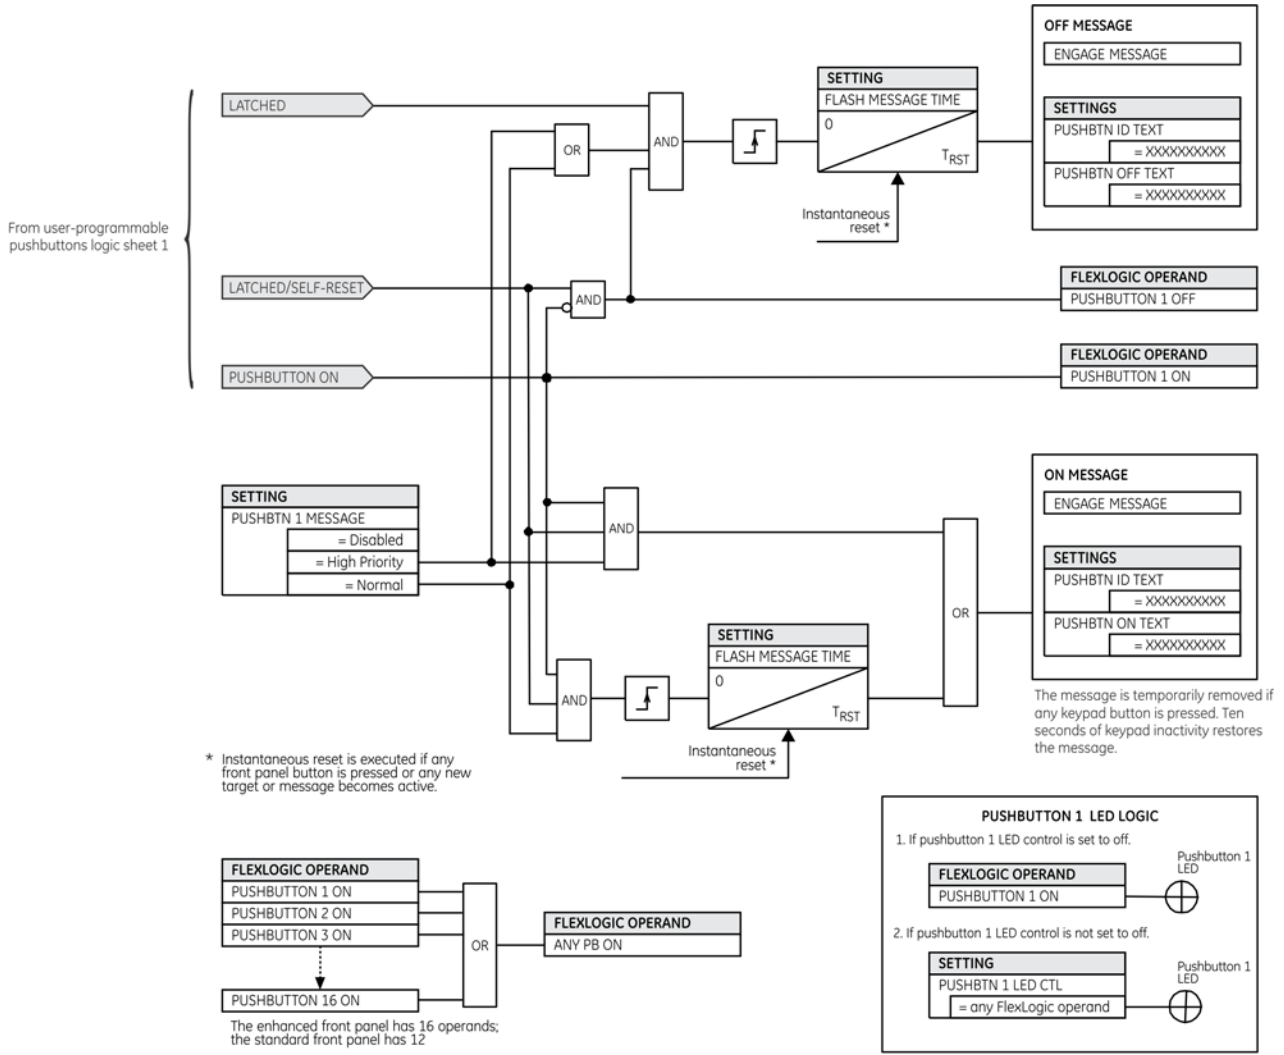 OFF MESSAGE
ENGAGE MESSAGE
SETTINGS
PUSHBTN ID TEXT
= XXXXXXXXXX
PUSHBTN OFF TEXT
= XXXXXXXXXX
SETTING
FLASH MESSAGE TIME
0
TRST
Instantaneous
reset *
LATCHED
OR
AND
From user-programmable
pushbuttons logic sheet 1
LATCHED/SELF-RESET
AND
FLEXLOGIC OPERAND
PUSHBUTTON 1 OFF
PUSHBUTTON ON
FLEXLOGIC OPERAND
PUSHBUTTON 1 ON
SETTING
PUSHBTN 1 MESSAGE
= Disabled
= High Priority
= Normal
AND
AND
SETTING
FLASH MESSAGE TIME
0
TRST
Instantaneous
reset *
OR
ON MESSAGE
ENGAGE MESSAGE
SETTINGS
PUSHBTN ID TEXT
= XXXXXXXXXX
PUSHBTN ON TEXT
= XXXXXXXXXX
The message is temporarily removed if
any keypad button is pressed. Ten
seconds of keypad inactivity restores
the message.
* Instantaneous reset is executed if any
front panel button is pressed or any new
target or message becomes active.
FLEXLOGIC OPERAND
PUSHBUTTON 1 ON
PUSHBUTTON 2 ON
PUSHBUTTON 3 ON
PUSHBUTTON 16 ON
OR
FLEXLOGIC OPERAND
ANY PB ON
The enhanced front panel has 16 operands;
the standard front panel has 12
PUSHBUTTON 1 LED LOGIC
1. If pushbutton 1 LED control is set to off.
FLEXLOGIC OPERAND
PUSHBUTTON 1 ON
Pushbutton 1
LED
2. If pushbutton 1 LED control is not set to off.
SETTING
PUSHBTN 1 LED CTL
= any FlexLogic operand
Pushbutton 1
LED